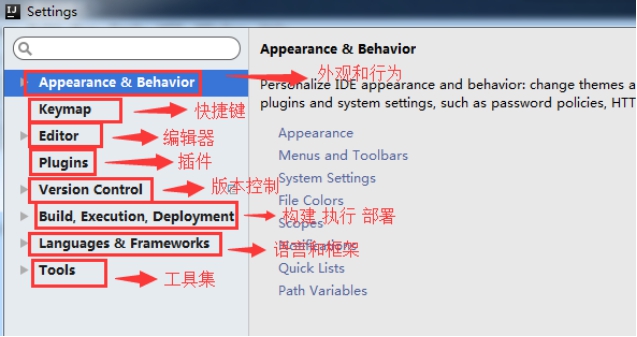 Settings
Appearance & Behavior
Appearance & Behavior 外观和行为
Personalize IDE appearance and behavior: change themes a
Keymap 快捷键
plugins and system settings, such as password policies, HTT
Editor 编辑器
Appearance
Plugins 插件
Menus and Toolbars
Version Control 版本控制
System Settings
File Colors
Build, Execution, Deployment 构建 执行 部署
Scopes
Languages & Frameworks 语言和框架
Notifications
Tools 工具集
Quick Lists
Path Variables